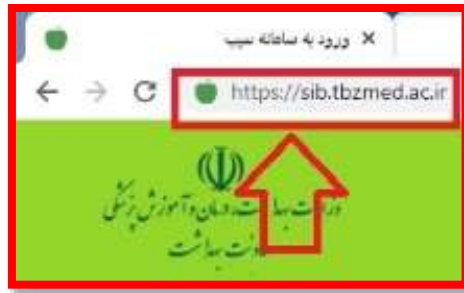 ورود به سامانه سیب
https://sib.tbzmed.ac.ir
وزارت بهداشت، درمان و آموزش پزشکی
معاونت بهداشت